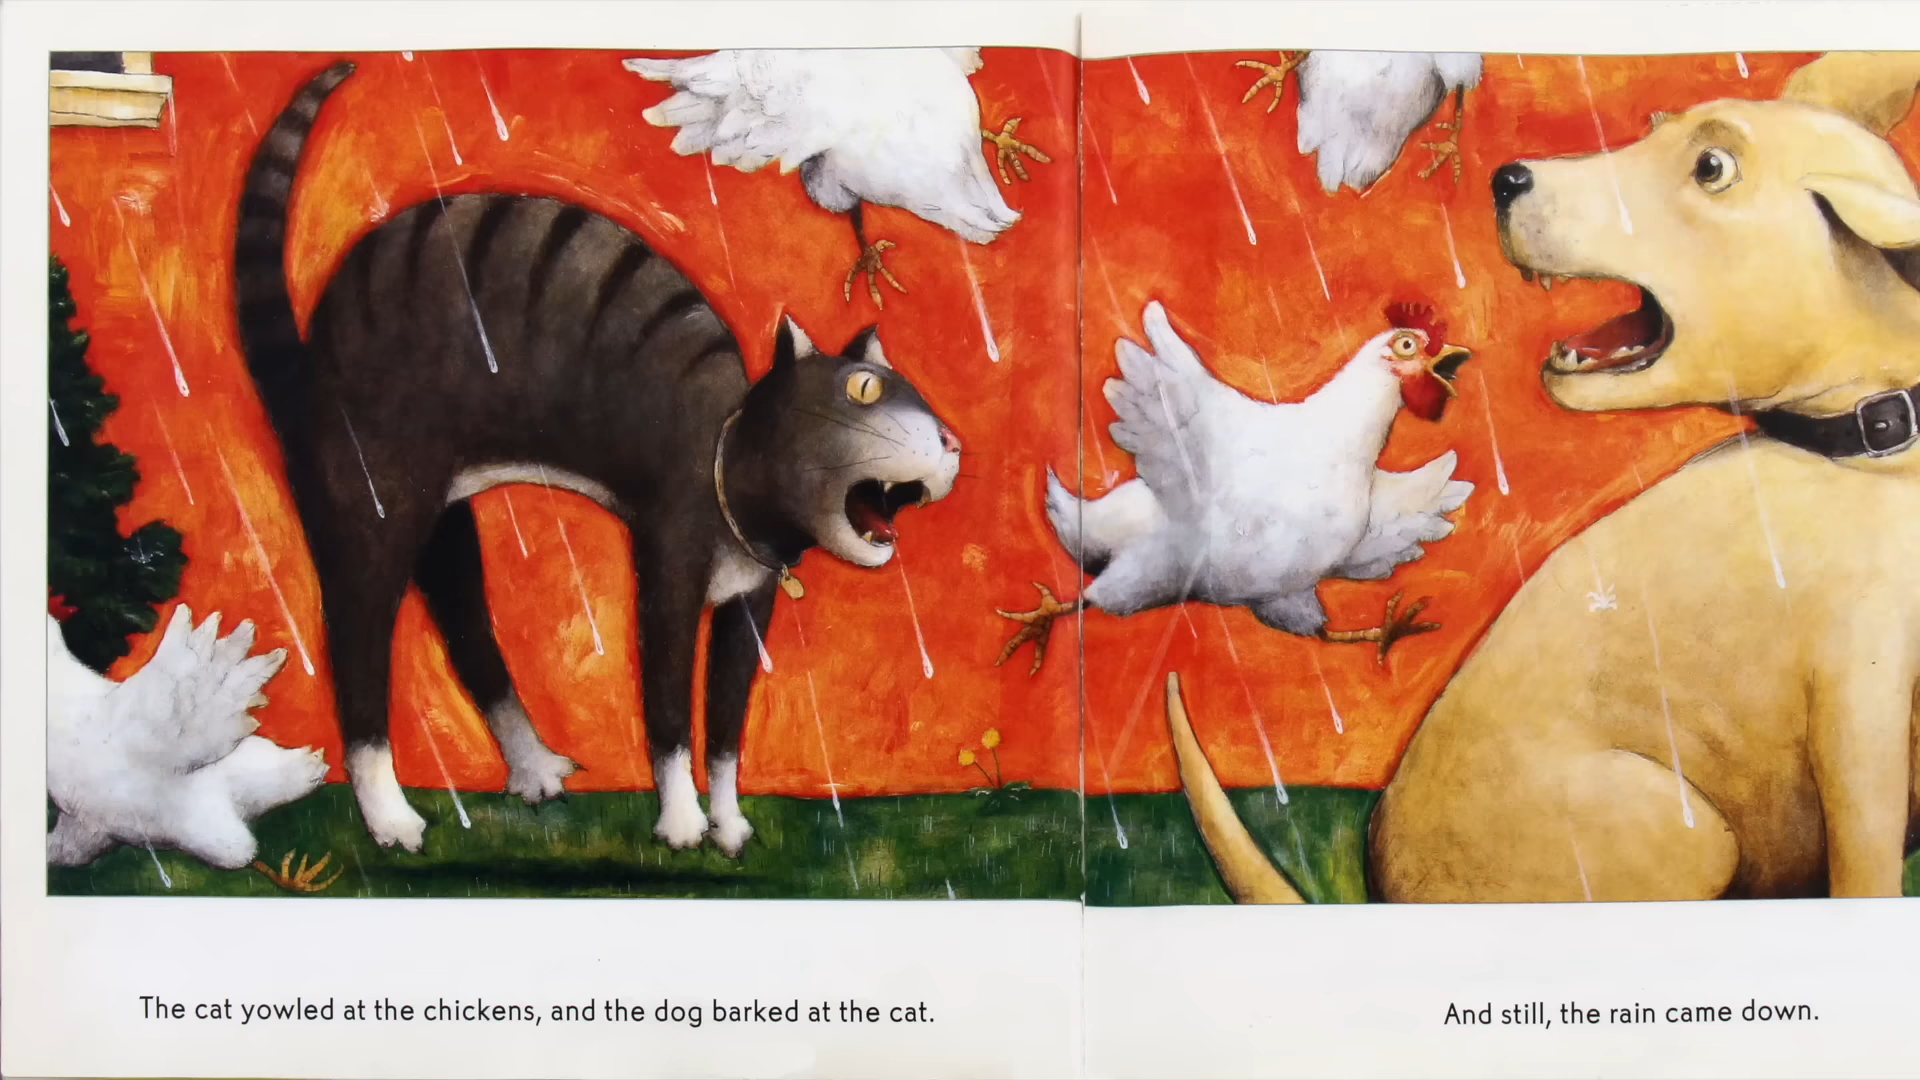 The cat yowled at the chickens, and the dog barked at the cat.
And still, the rain came down.